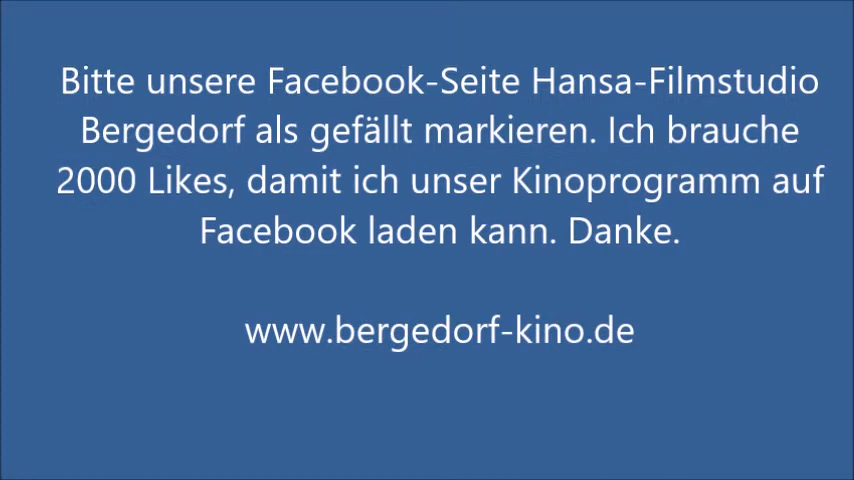 Bitte unsere Facebook-Seite Hansa-Filmstudio
Bergedorf als gefällt markieren. Ich brauche
2000 Likes, damit ich unser Kinoprogramm auf
Facebook laden kann. Danke.
www.bergedorf-kino.de